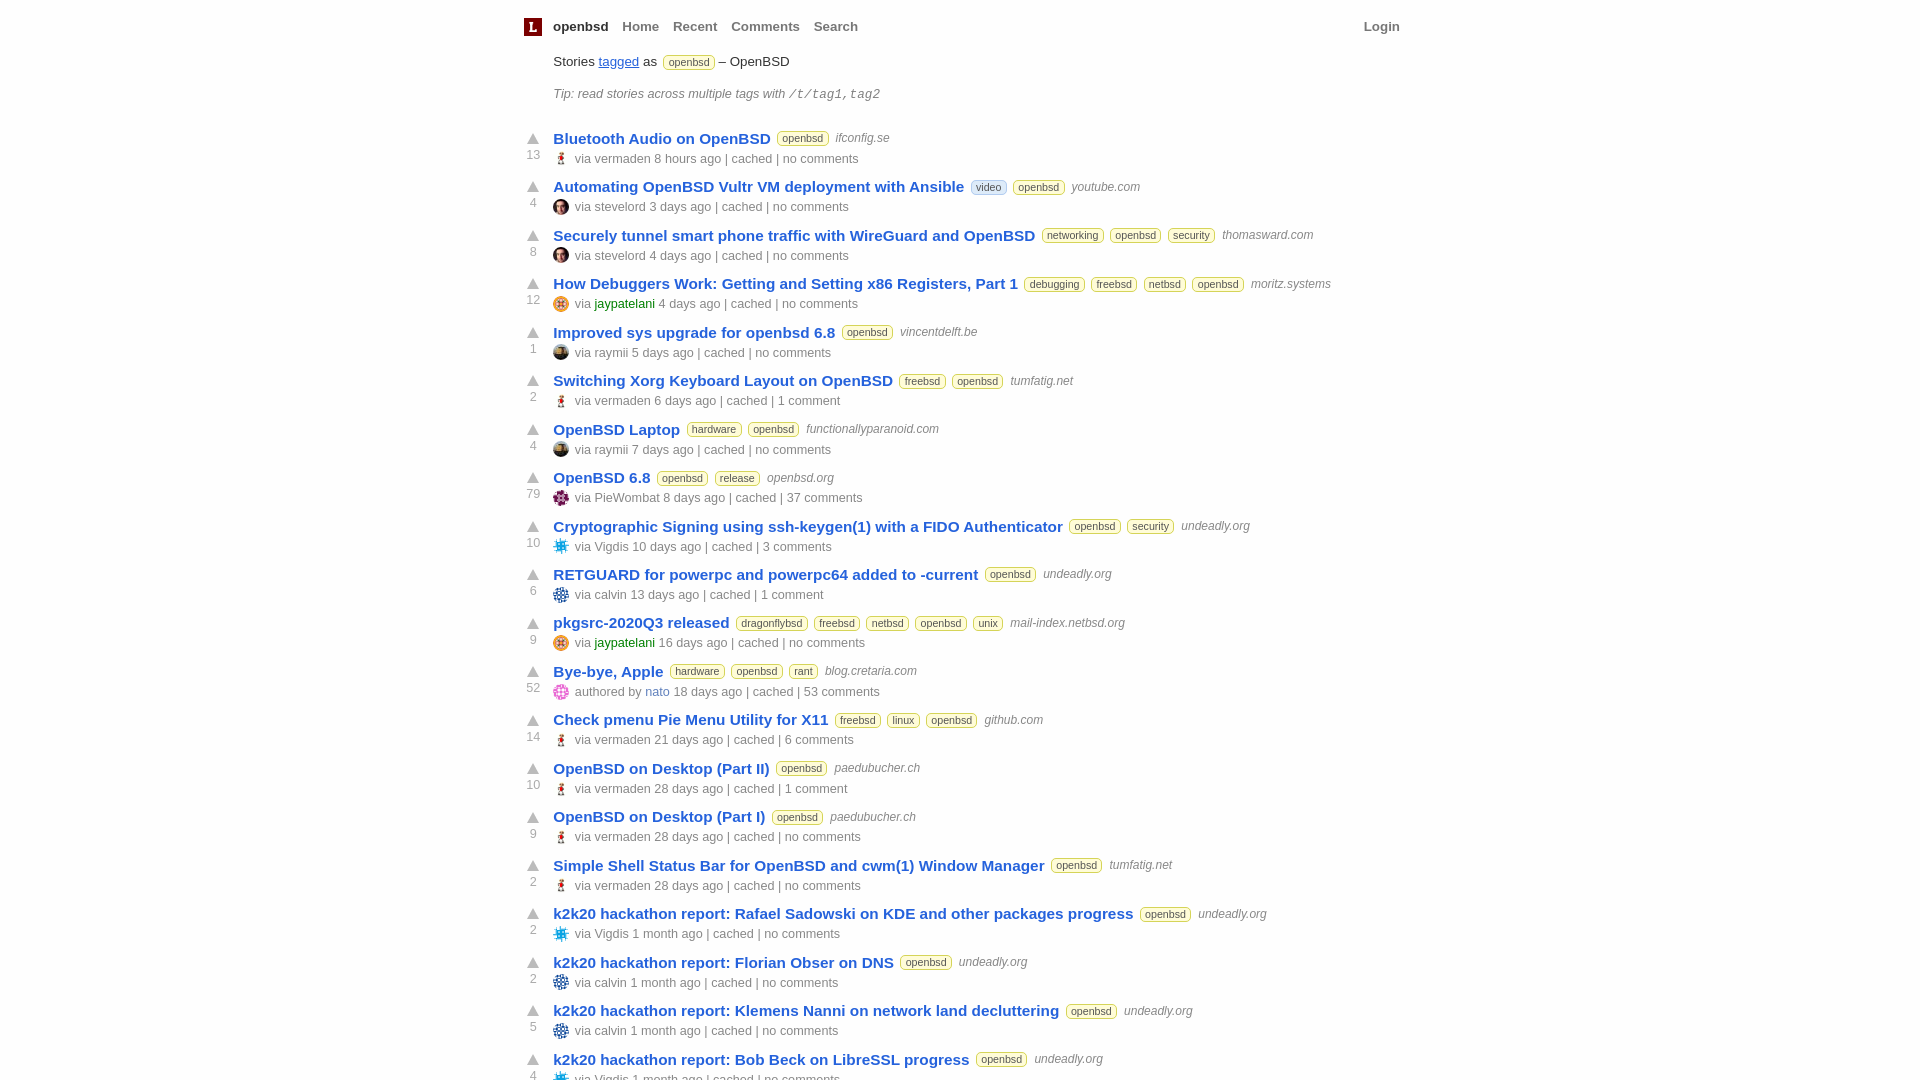 L openbsd Home Recent Comments Search Login
Stories tagged as openbsd – OpenBSD
Tip: read stories across multiple tags with /t/tag1,tag2
Bluetooth Audio on OpenBSD openbsd ifconfig.se
13 via vermaden 8 hours ago | cached | no comments
Automating OpenBSD Vultr VM deployment with Ansible video openbsd youtube.com
4 via stevelord 3 days ago | cached | no comments
Securely tunnel smart phone traffic with WireGuard and OpenBSD networking openbsd security thomasward.com
8 via stevelord 4 days ago | cached | no comments
How Debuggers Work: Getting and Setting x86 Registers, Part 1 debugging freebsd netbsd openbsd moritz.systems
12 via jaypatelani 4 days ago | cached | no comments
Improved sys upgrade for openbsd 6.8 openbsd vincentdelft.be
1 via raymii 5 days ago | cached | no comments
Switching Xorg Keyboard Layout on OpenBSD freebsd openbsd tumfatig.net
2 via vermaden 6 days ago | cached | 1 comment
OpenBSD Laptop hardware openbsd functionallyparanoid.com
4 via raymii 7 days ago | cached | no comments
OpenBSD 6.8 openbsd release openbsd.org
79 via PieWombat 8 days ago | cached | 37 comments
Cryptographic Signing using ssh-keygen(1) with a FIDO Authenticator openbsd security undeadly.org
10 via Vigdis 10 days ago | cached | 3 comments
RETGUARD for powerpc and powerpc64 added to -current openbsd undeadly.org
6 via calvin 13 days ago | cached | 1 comment
pkgsrc-2020Q3 released dragonflybsd freebsd netbsd openbsd unix mail-index.netbsd.org
9 via jaypatelani 16 days ago | cached | no comments
Bye-bye, Apple hardware openbsd rant blog.cretaria.com
52 authored by nato 18 days ago | cached | 53 comments
Check pmenu Pie Menu Utility for X11 freebsd linux openbsd github.com
14 via vermaden 21 days ago | cached | 6 comments
OpenBSD on Desktop (Part II) openbsd paedubucher.ch
10 via vermaden 28 days ago | cached | 1 comment
OpenBSD on Desktop (Part I) openbsd paedubucher.ch
9 via vermaden 28 days ago | cached | no comments
Simple Shell Status Bar for OpenBSD and cwm(1) Window Manager openbsd tumfatig.net
2 via vermaden 28 days ago | cached | no comments
k2k20 hackathon report: Rafael Sadowski on KDE and other packages progress openbsd undeadly.org
2 via Vigdis 1 month ago | cached | no comments
k2k20 hackathon report: Florian Obser on DNS openbsd undeadly.org
2 via calvin 1 month ago | cached | no comments
k2k20 hackathon report: Klemens Nanni on network land decluttering openbsd undeadly.org
5 via calvin 1 month ago | cached | no comments
k2k20 hackathon report: Bob Beck on LibreSSL progress openbsd undeadly.org
4 via Vigdis 1 month ago | cached | no comments